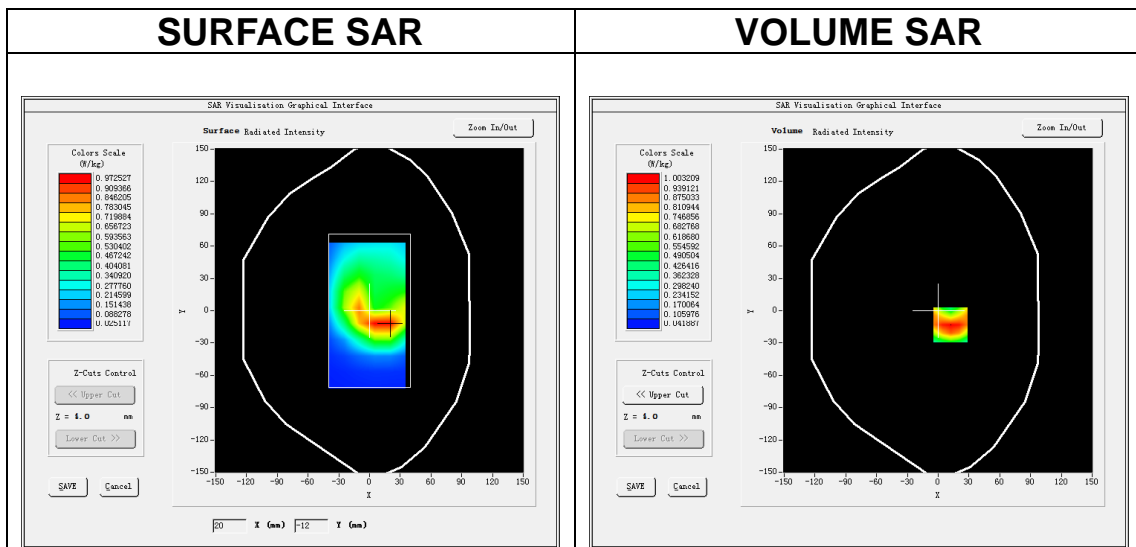 SURFACE SAR
VOLUME SAR
SAR Visualisation Graphical Interface
Surface Radiated Intensity
Zoom In/Out
Colors Scale
(W/kg)
0.972527
0.909366
0.846205
0.783045
0.719884
0.656723
0.593563
0.530402
0.467242
0.404081
0.340920
0.277760
0.214599
0.151438
0.088278
0.025117
150
120
90
60
30
0
-30
-60
-90
-120
-150
Y
-150 -120 -90 -60 -30 0 30 60 90 120 150
X
Z-Cuts Control
<< Upper Cut
Z = 4.0 mm
Lower Cut >>
SAVE Cancel
20 X (mm) -12 Y (mm)
SAR Visualisation Graphical Interface
Volume Radiated Intensity
Zoom In/Out
Colors Scale
(W/kg)
1.003209
0.939121
0.875033
0.810944
0.746856
0.682768
0.618680
0.554592
0.490504
0.426416
0.362328
0.298240
0.234152
0.170064
0.105976
0.041887
150
120
90
60
30
0
-30
-60
-90
-120
-150
Y
-150 -120 -90 -60 -30 0 30 60 90 120 150
X
Z-Cuts Control
<< Upper Cut
Z = 4.0 mm
Lower Cut >>
SAVE Cancel